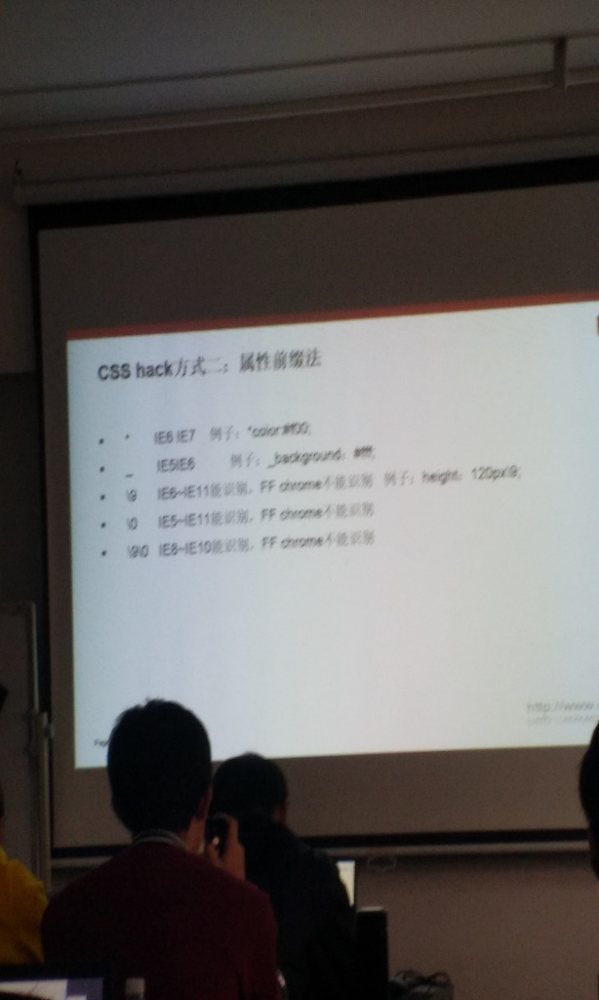 CSS hack方式二：属性前缀法
• * IE6 IE7 例子：*color:#f00;
• _ IE5IE6 例子：_background：#fff;
• \9 IE6~IE11能识别，FF chrome不能识别 例子：height：120px\9;
• \0 IE5~IE11能识别，FF chrome不能识别
• \9\0 IE8~IE10能识别，FF chrome不能识别
http://www.